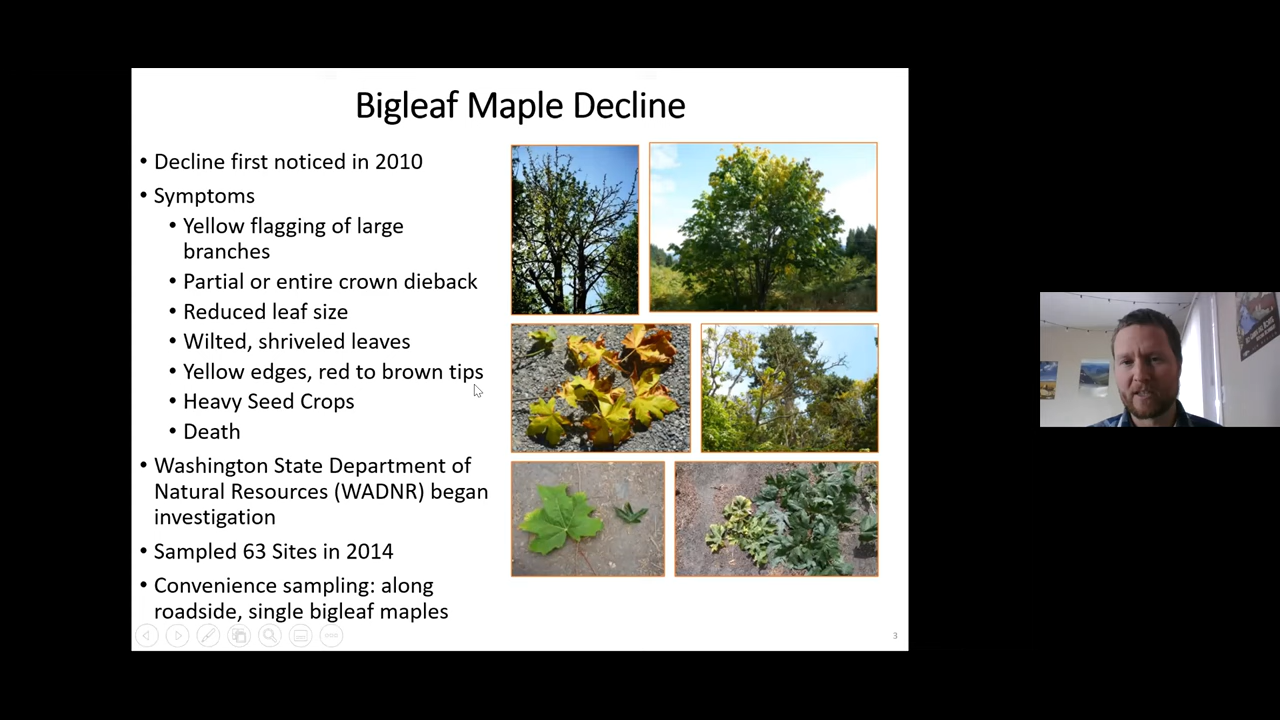 Bigleaf Maple Decline
• Decline first noticed in 2010
• Symptoms
• Yellow flagging of large
branches
• Partial or entire crown dieback
• Reduced leaf size
• Wilted, shriveled leaves
• Yellow edges, red to brown tips
• Heavy Seed Crops
• Death
• Washington State Department of
Natural Resources (WADNR) began
investigation
• Sampled 63 Sites in 2014
• Convenience sampling: along
roadside, single bigleaf maples
3